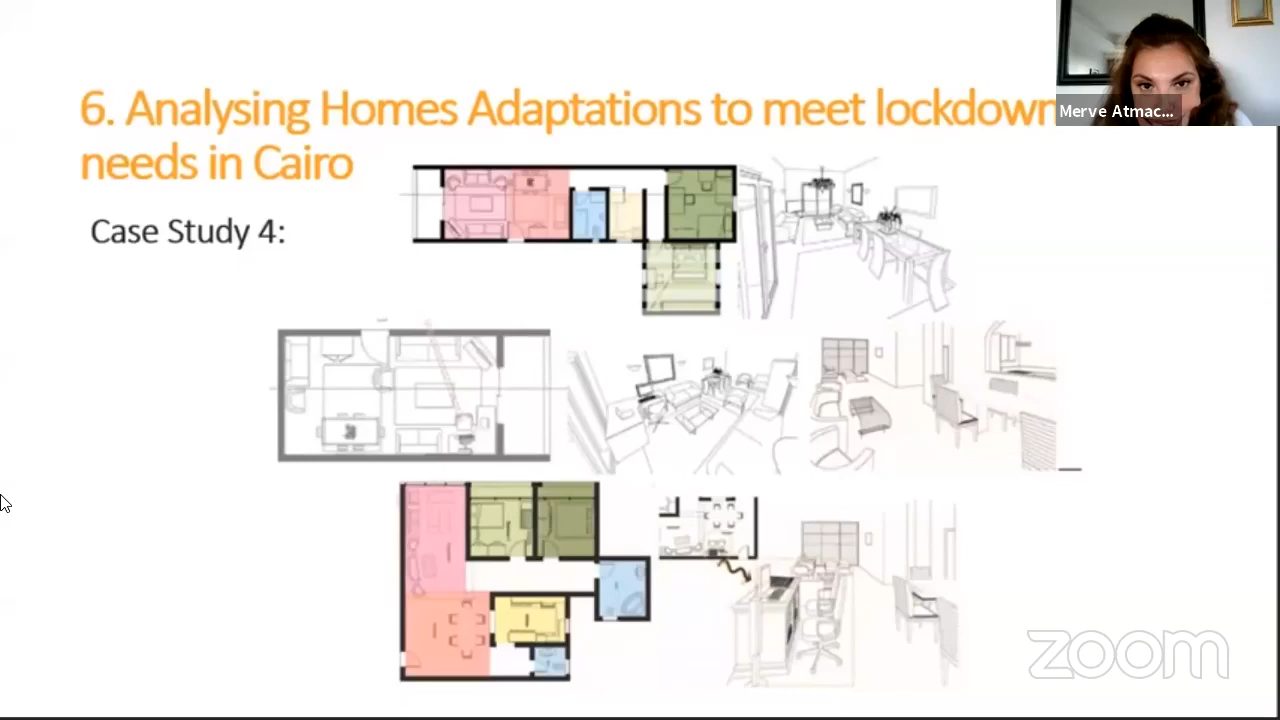 6. Analysing Homes Adaptations to meet lockdown
needs in Cairo
Case Study 4:
Merve Atmac...
zoom